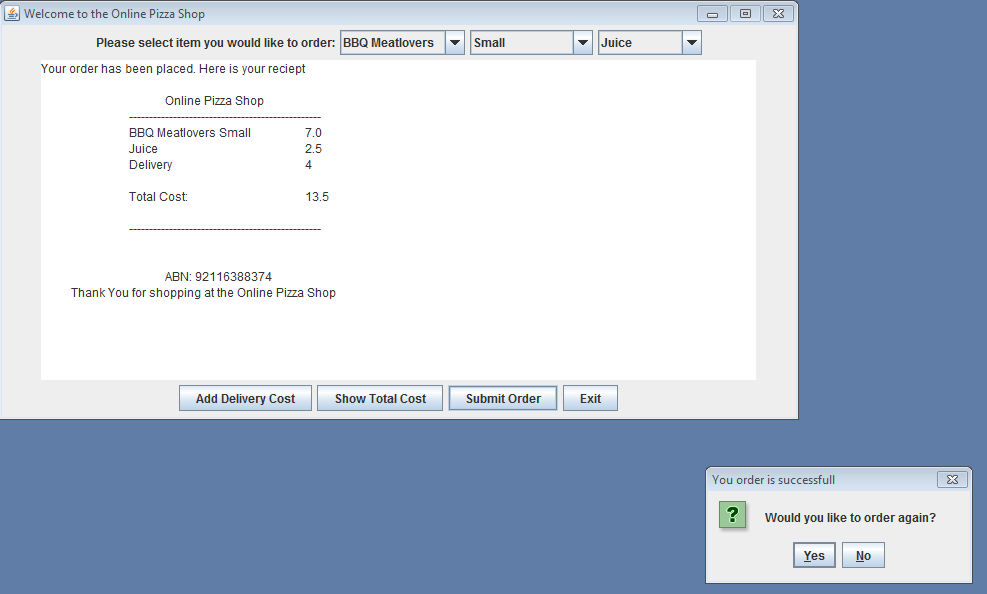 Welcome to the Online Pizza Shop
Please select item you would like to order: BBQ Meatlovers Small Juice
Your order has been placed. Here is your reciept
Online Pizza Shop
------------------------------------------------
BBQ Meatlovers Small 7.0
Juice 2.5
Delivery 4
Total Cost: 13.5
------------------------------------------------
ABN: 92116388374
Thank You for shopping at the Online Pizza Shop
Add Delivery Cost Show Total Cost Submit Order Exit
You order is successfull
? Would you like to order again?
Yes No